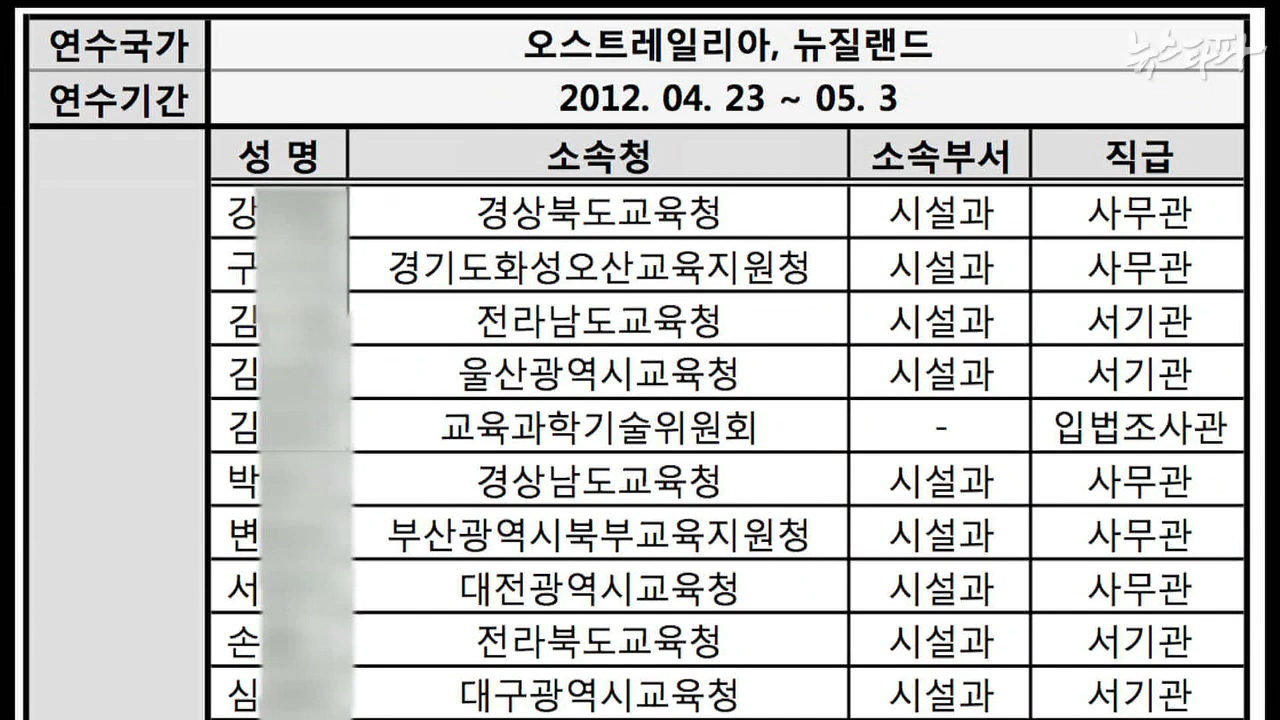 뉴스타파
연수국가 오스트레일리아, 뉴질랜드
연수기간 2012. 04. 23 ~ 05. 3
성 명 소속청 소속부서 직급
강 경상북도교육청 시설과 사무관
구 경기도화성오산교육지원청 시설과 사무관
김 전라남도교육청 시설과 서기관
김 울산광역시교육청 시설과 서기관
김 교육과학기술위원회 - 입법조사관
박 경상남도교육청 시설과 사무관
변 부산광역시북부교육지원청 시설과 사무관
서 대전광역시교육청 시설과 사무관
손 전라북도교육청 시설과 서기관
심 대구광역시교육청 시설과 서기관